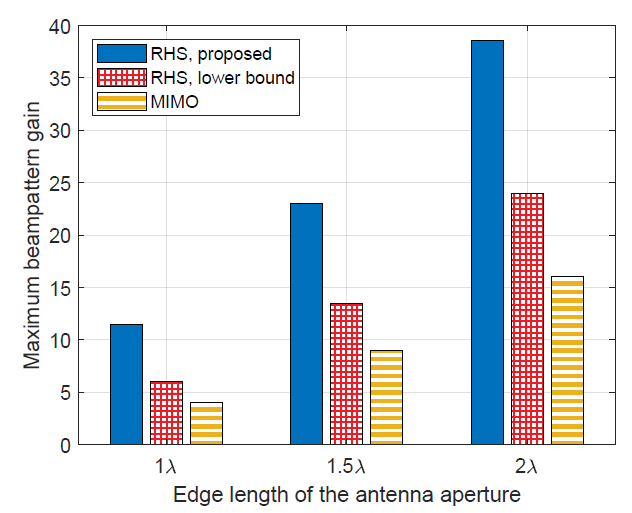 40
35
30
25
20
15
10
5
0
Maximum beampattern gain
RHS, proposed
RHS, lower bound
MIMO
1λ
1.5λ
2λ
Edge length of the antenna aperture